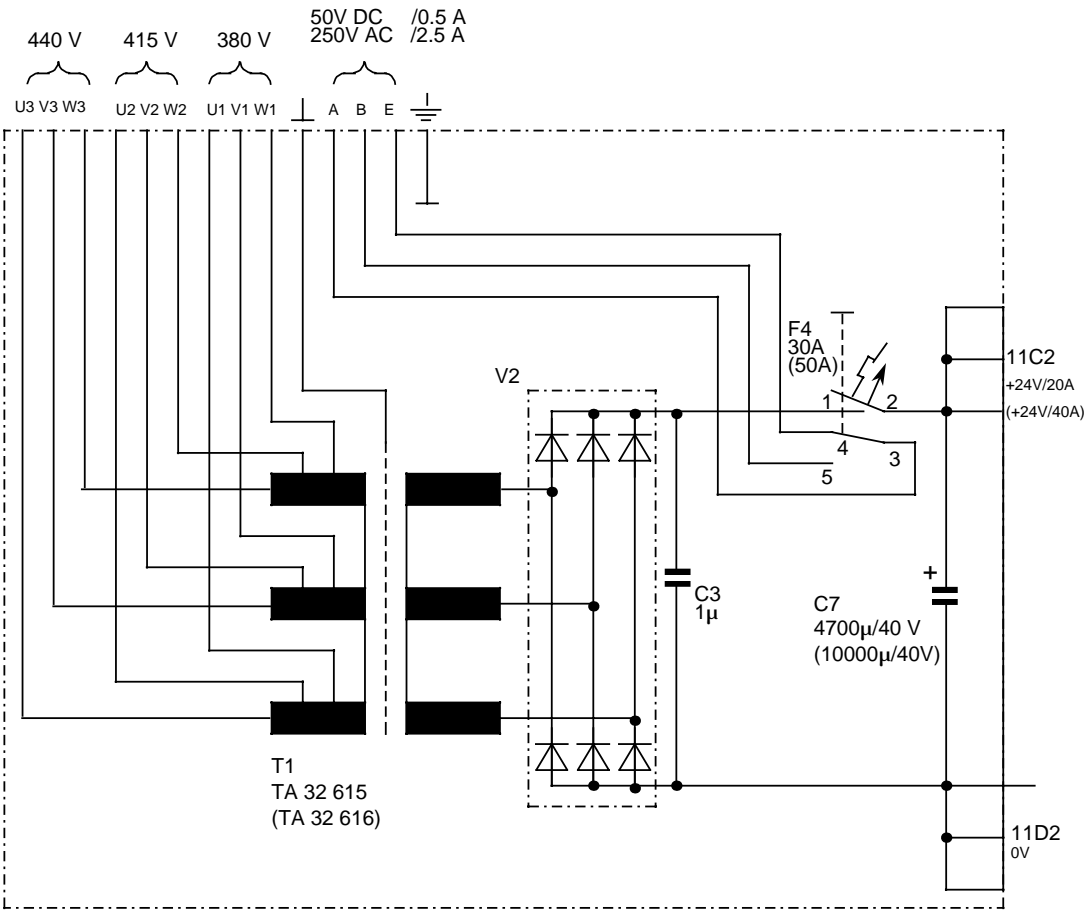 50V DC /0.5 A
250V AC /2.5 A
440 V 415 V 380 V
U3 V3 W3 U2 V2 W2 U1 V1 W1 A B E
F4
30A
(50A)
11C2
+24V/20A
(+24V/40A)
V2
1 2
4 3
5
C3
1µ
+
C7
4700µ/40 V
(10000µ/40V)
T1
TA 32 615
(TA 32 616)
11D2
0V